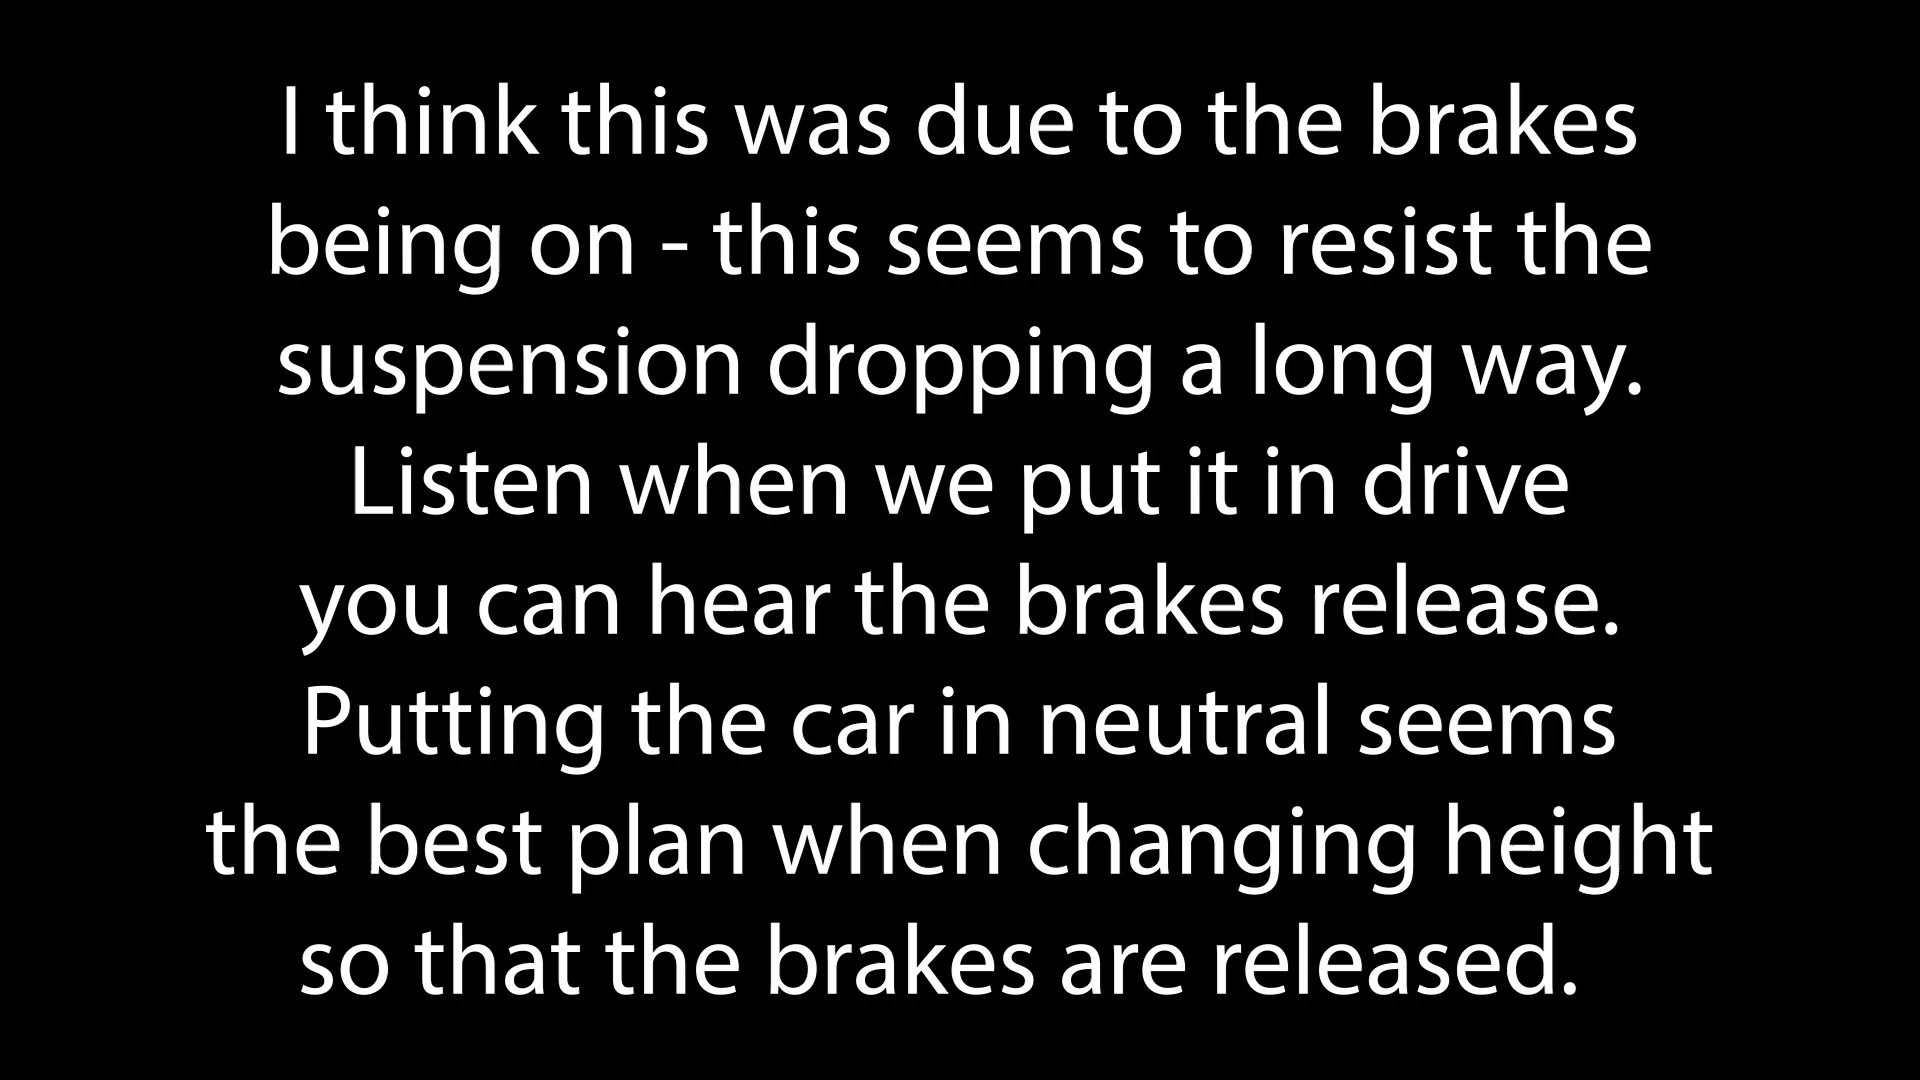 I think this was due to the brakes
being on - this seems to resist the
suspension dropping a long way.
Listen when we put it in drive
you can hear the brakes release.
Putting the car in neutral seems
the best plan when changing height
so that the brakes are released.